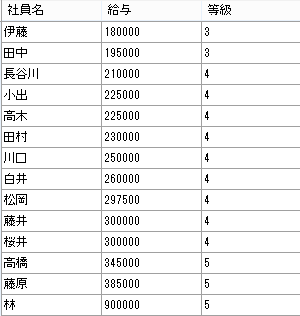 社員名 給与 等級
伊藤 180000 3
田中 195000 3
長谷川 210000 4
小出 225000 4
高木 225000 4
田村 230000 4
川口 250000 4
白井 260000 4
松岡 297500 4
藤井 300000 4
桜井 300000 4
高橋 345000 5
藤原 385000 5
林 900000 5